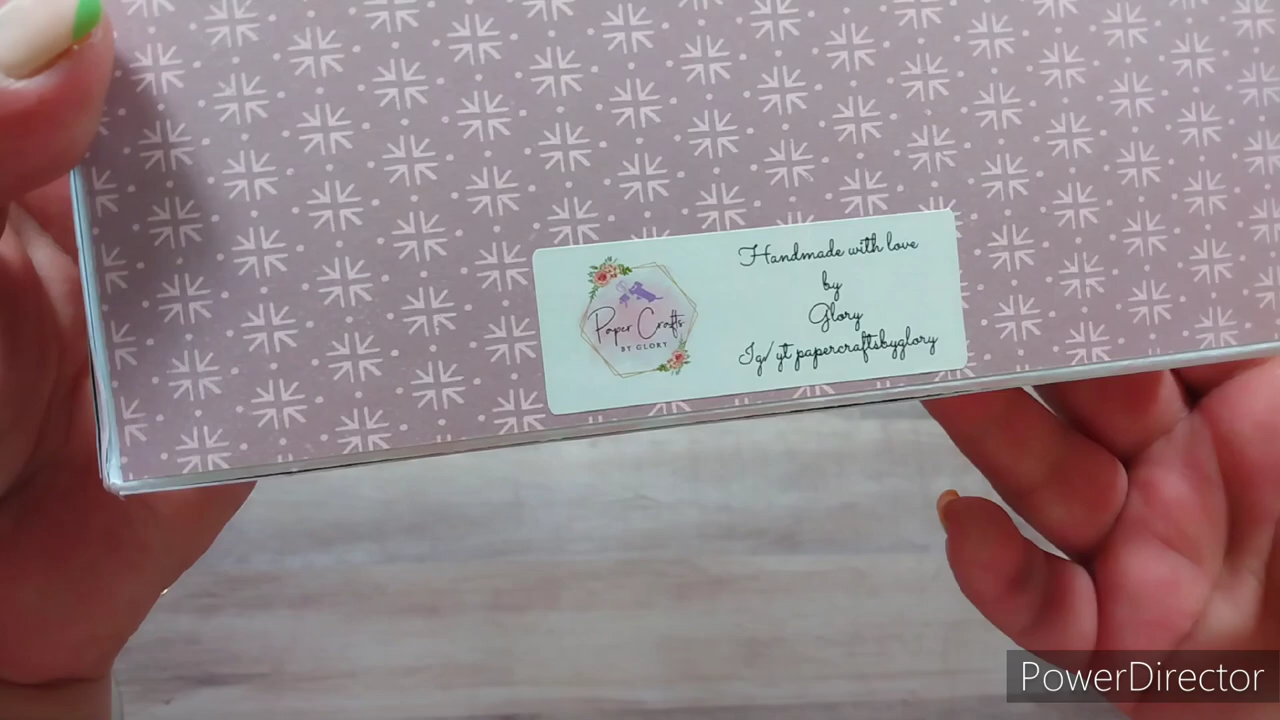 Paper Crafts
BY GLORY
Handmade with love
by
Glory
Ig/yt papercraftsbyglory
PowerDirector